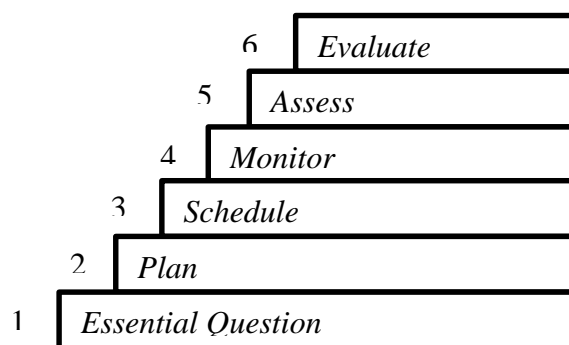 6 Evaluate
5 Assess
4 Monitor
3 Schedule
2 Plan
1 Essential Question